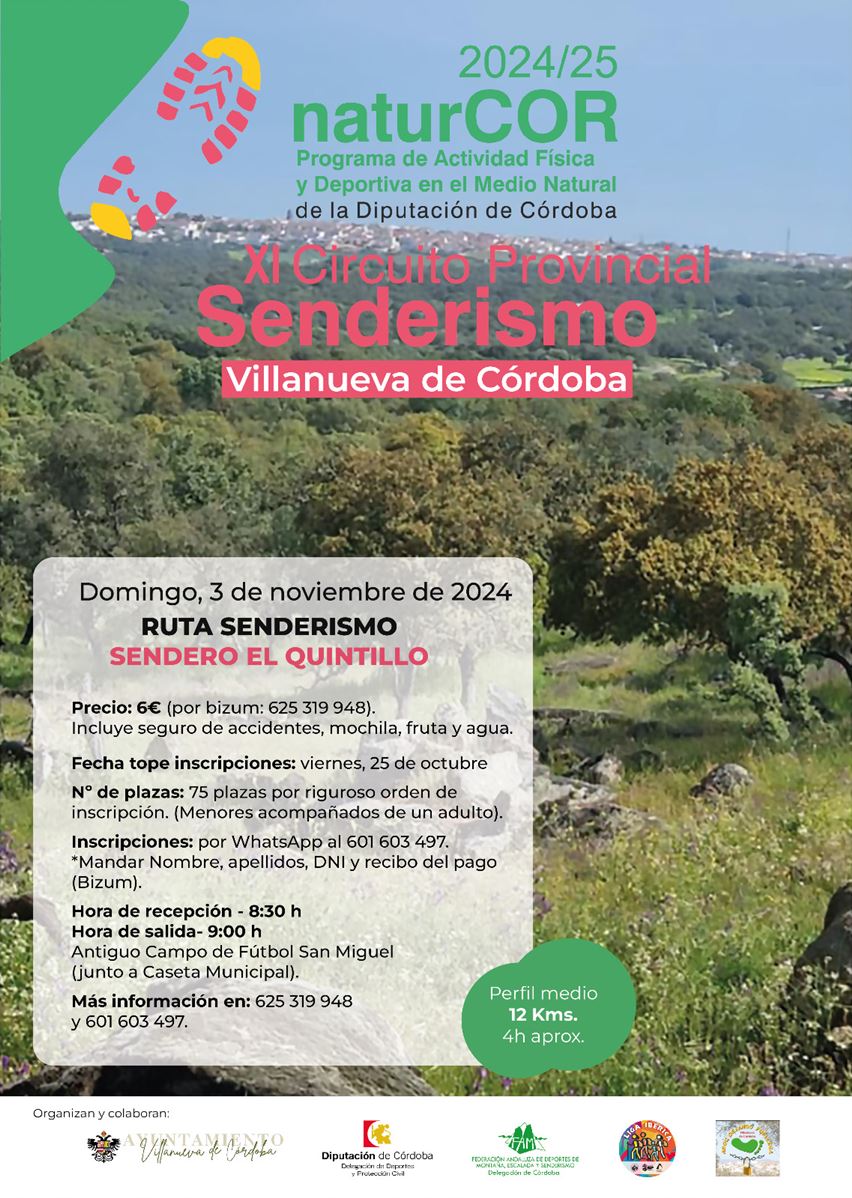 2024/25
naturCOR
Programa de Actividad Física
y Deportiva en el Medio Natural
de la Diputación de Córdoba
XI Circuito Provincial
Senderismo
Villanueva de Córdoba
Domingo, 3 de noviembre de 2024
RUTA SENDERISMO
SENDERO EL QUINTILLO
Precio: 6€ (por bizum: 625 319 948).
Incluye seguro de accidentes, mochila, fruta y agua.
Fecha tope inscripciones: viernes, 25 de octubre
Nº de plazas: 75 plazas por riguroso orden de
inscripción. (Menores acompañados de un adulto).
Inscripciones: por WhatsApp al 601 603 497.
*Mandar Nombre, apellidos, DNI y recibo del pago
(Bizum).
Hora de recepción - 8:30 h
Hora de salida- 9:00 h
Antiguo Campo de Fútbol San Miguel
(junto a Caseta Municipal).
Más información en: 625 319 948
y 601 603 497.
Perfil medio
12 Kms.
4h aprox.
Organizan y colaboran:
AYUNTAMIENTO
Villanueva de Córdoba
Diputación de Córdoba
Delegación de Deportes
y Protección Civil
FAM
FEDERACIÓN ANDALUZA DE DEPORTES DE
MONTAÑA, ESCALADA Y SENDERISMO
Delegación de Córdoba
LIGA IBERICA